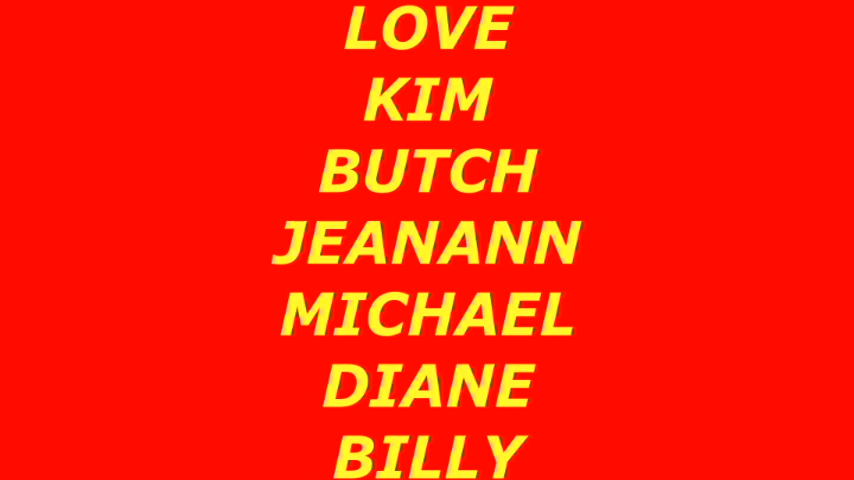 LOVE
KIM
BUTCH
JEANANN
MICHAEL
DIANE
BILLY